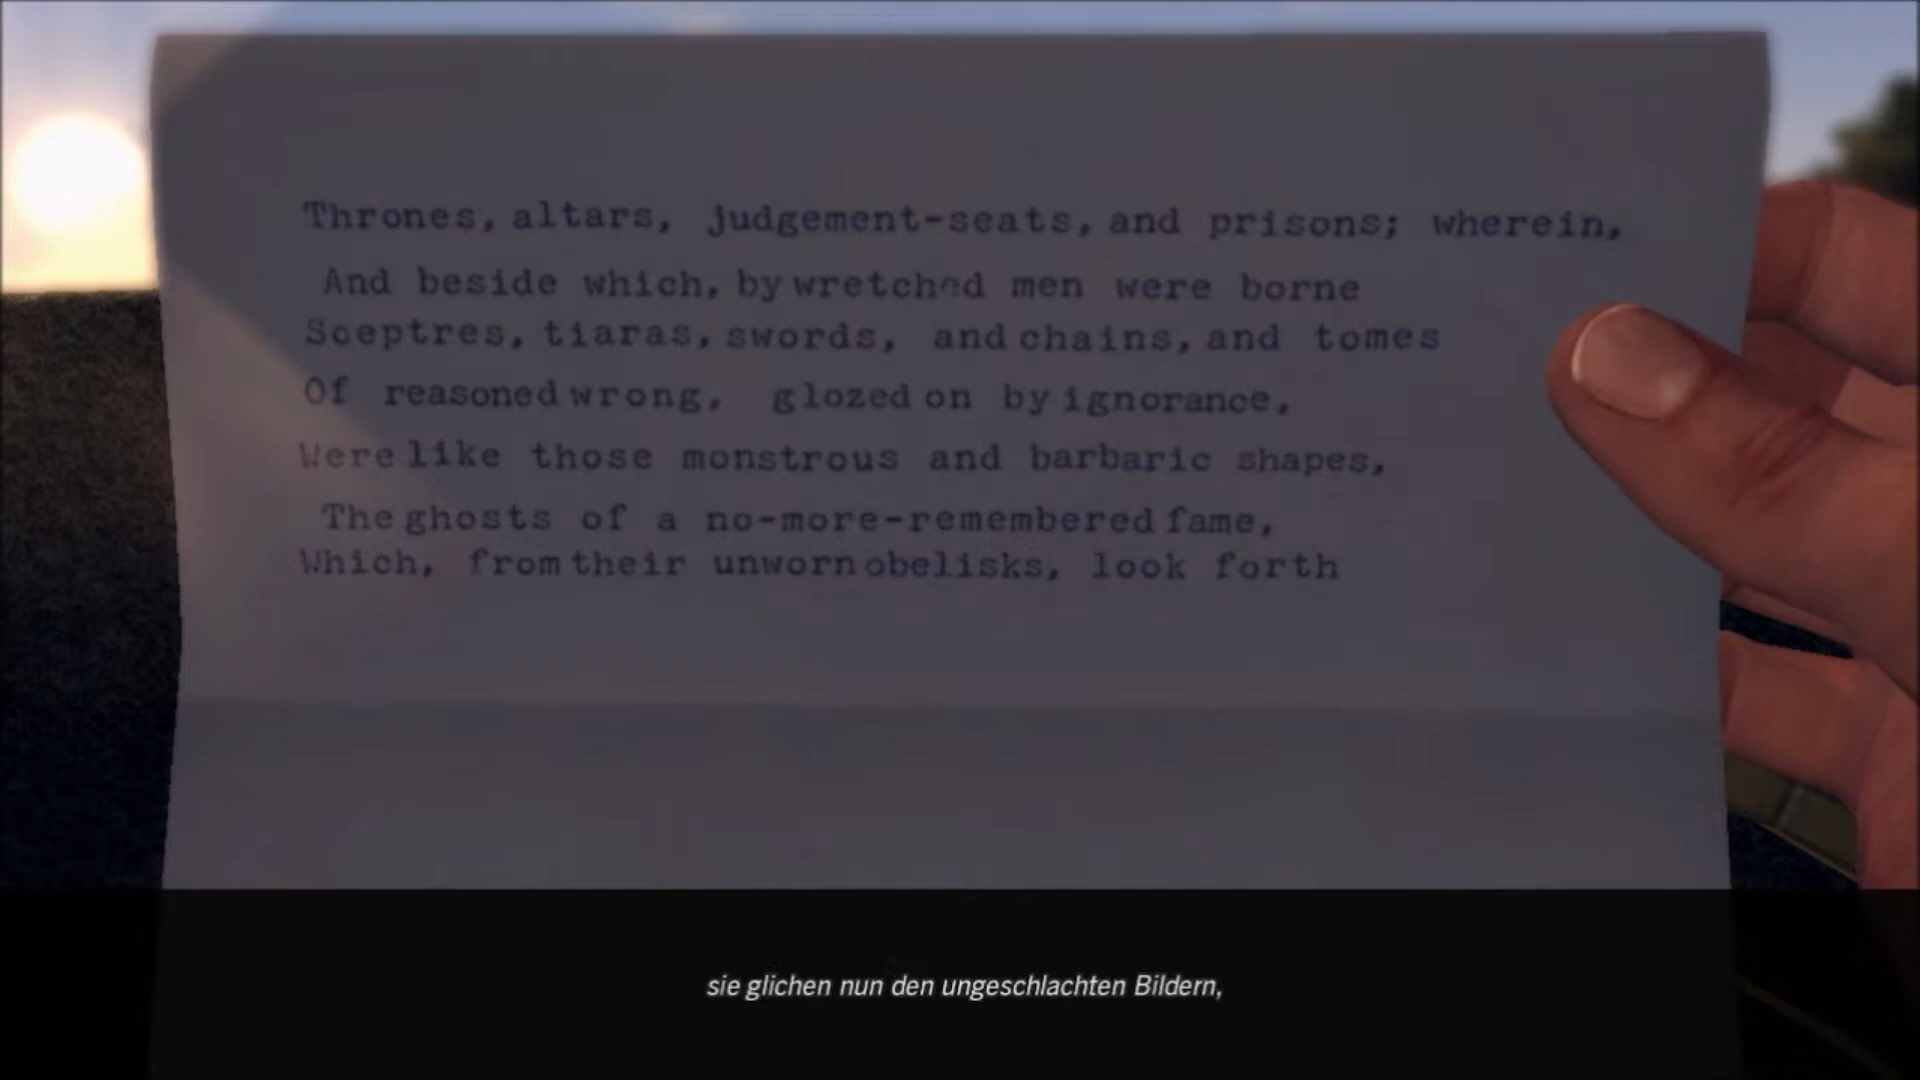 Thrones, altars, judgement-seats, and prisons; wherein,
And beside which, by wretched men were borne
Sceptres, tiaras, swords, and chains, and tomes
Of reasoned wrong, glozed on by ignorance,
Were like those monstrous and barbaric shapes,
The ghosts of a no-more-remembered fame,
Which, from their unworn obelisks, look forth
sie glichen nun den ungeschlachten Bildern,